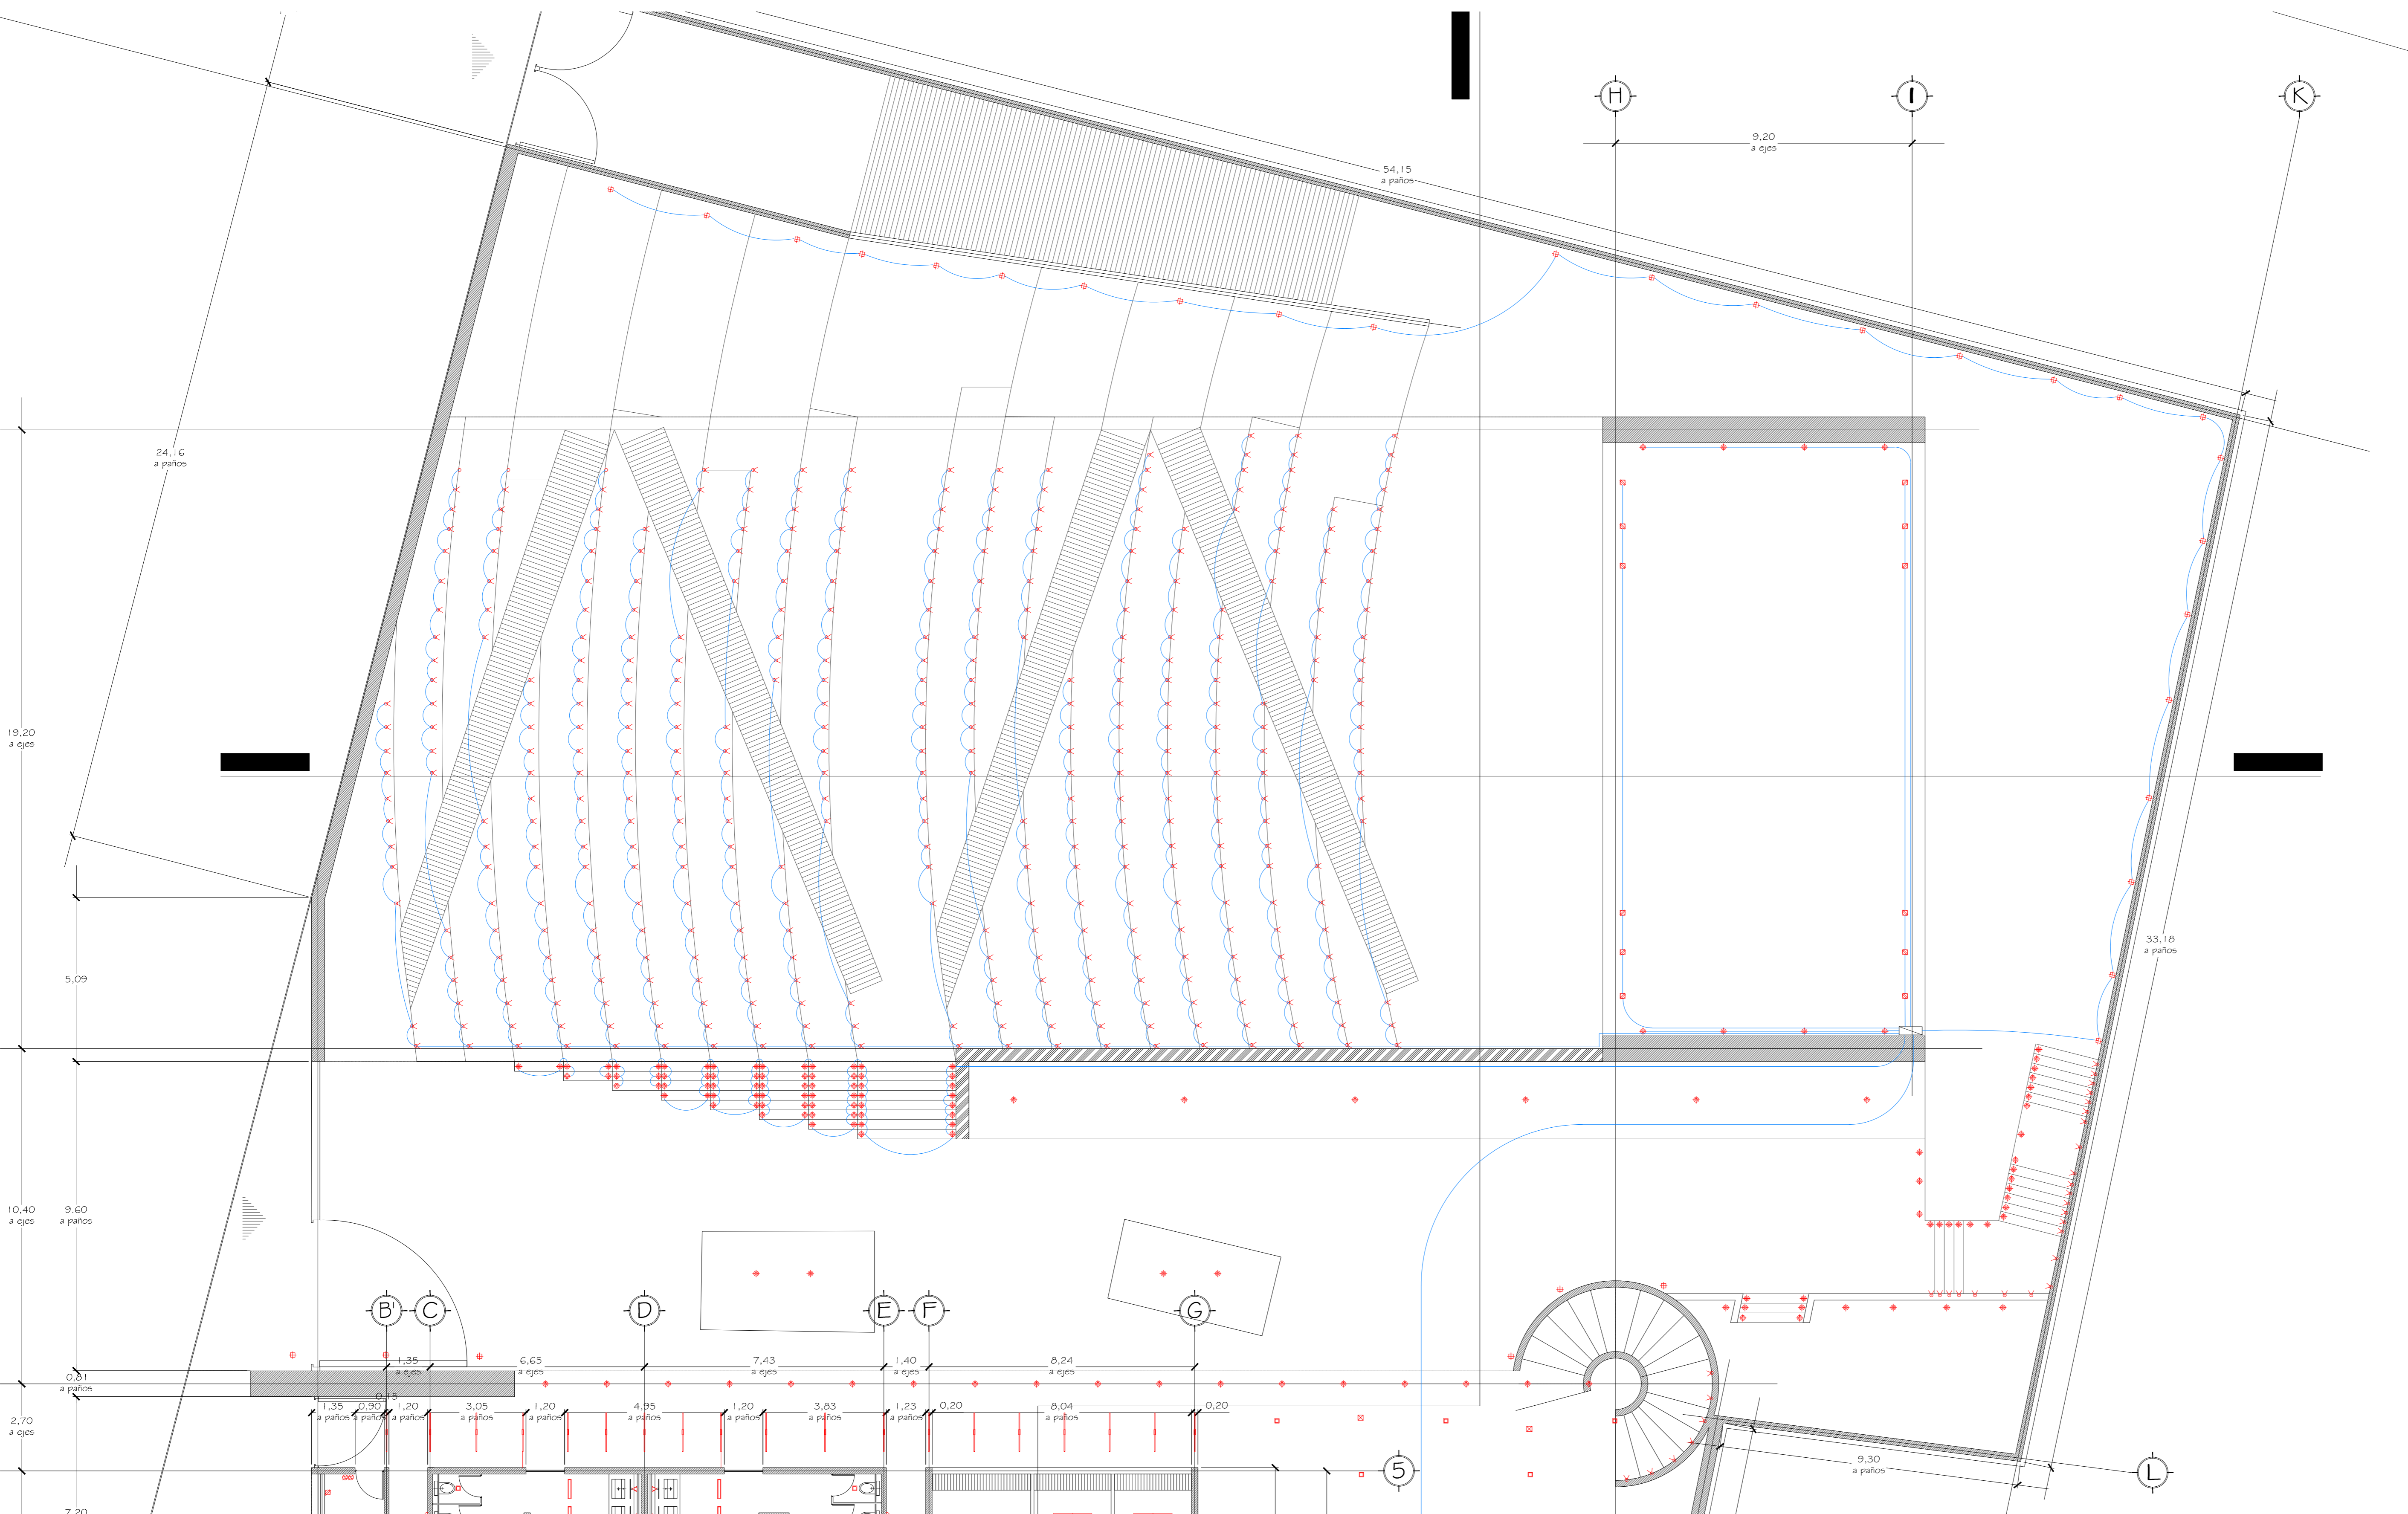 H
I
K
9,20
a ejes
54,15
a paños
24,16
a paños
19,20
a ejes
33,18
a paños
5,09
10,40
a ejes
9.60
a paños
B'
C
D
E
F
G
1,35
a ejes
6,65
a ejes
7,43
a ejes
1,40
a ejes
8,24
a ejes
0,81
a paños
0,15
1,35
a paños
0,90
a paños
1,20
a paños
3,05
a paños
1,20
a paños
4,95
a paños
1,20
a paños
3,83
a paños
1,23
a paños
0,20
8,04
a paños
0,20
2,70
a ejes
5
9,30
a paños
L
7,20